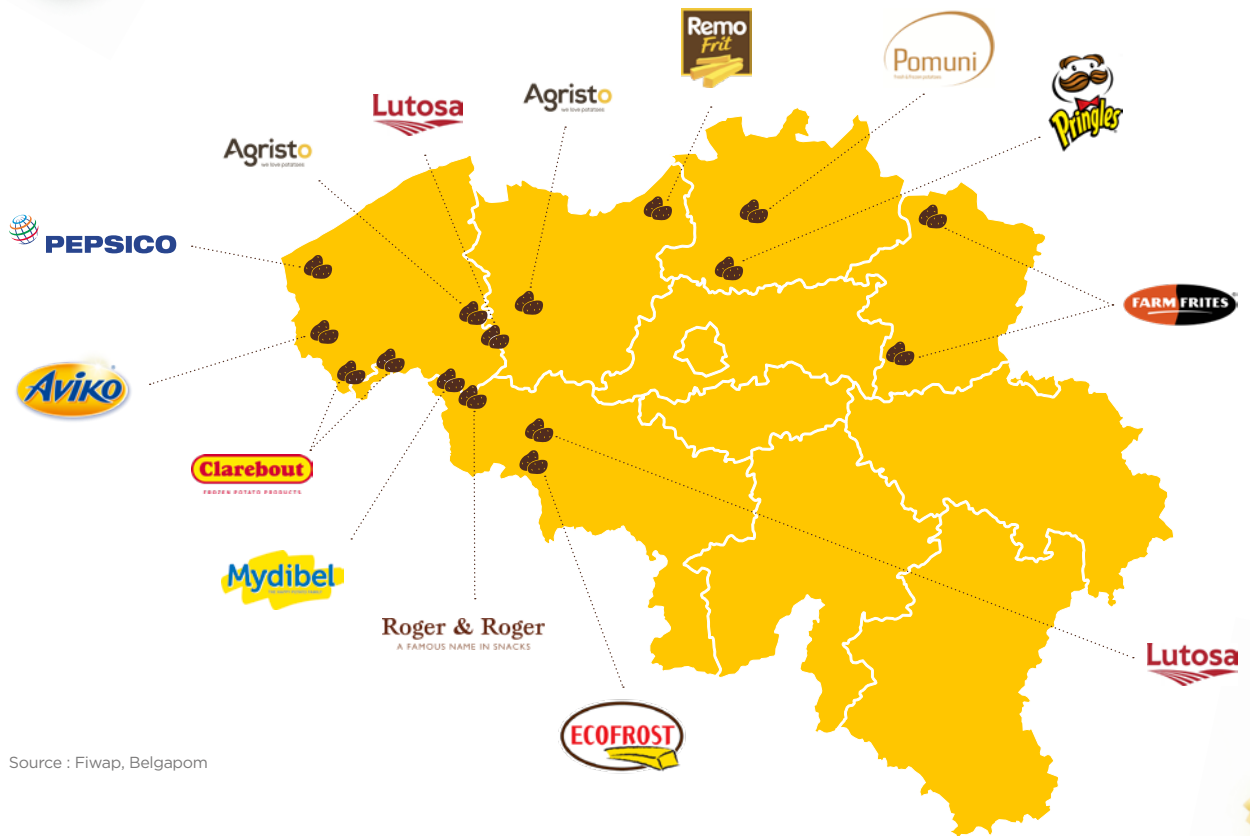 Remo
Frit
Pomuni
Agristo
we love potatoes
Lutosa
Pringles
Agristo
we love potatoes
PEPSICO
FARM FRITES
AVIKO
Clarebout
FROZEN POTATO PRODUCTS
Mydibel
Roger & Roger
A FAMOUS NAME IN SNACKS
Lutosa
ECOFROST
Source : Fiwap, Belgapom